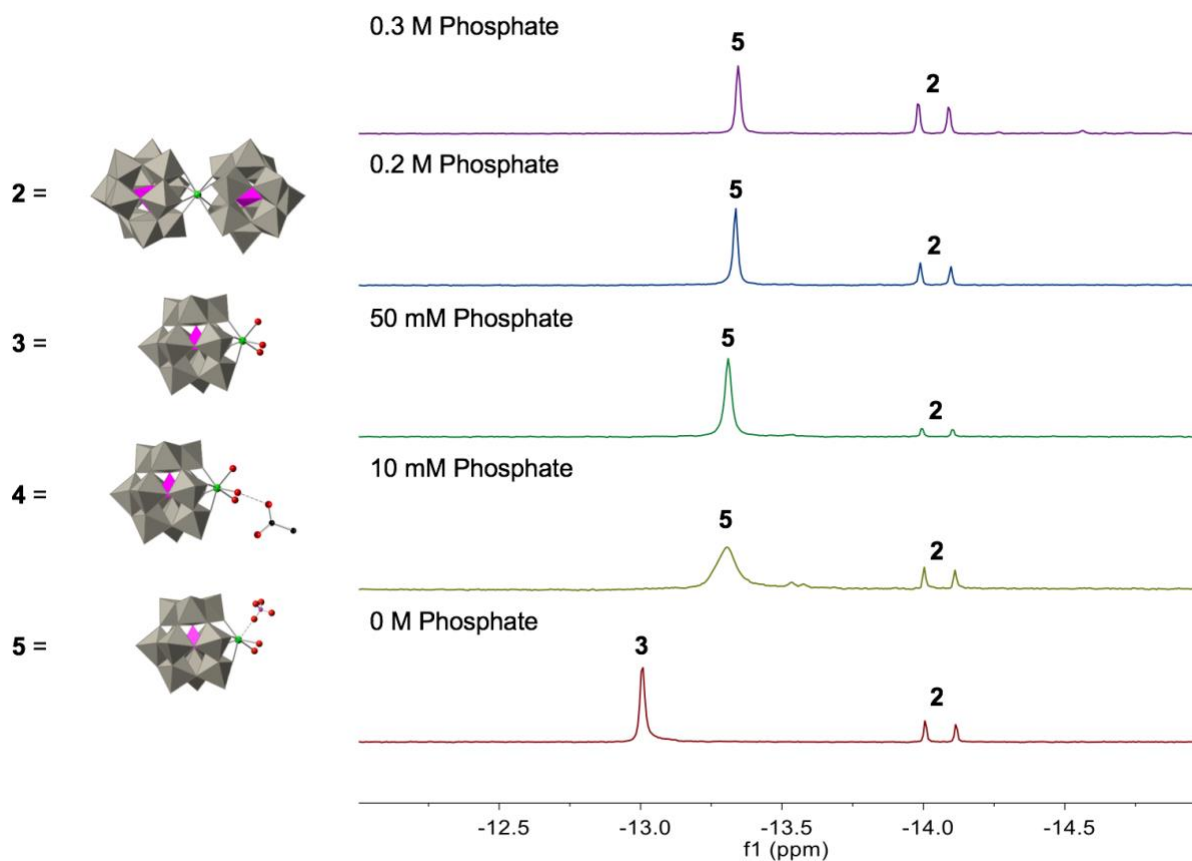 0.3 M Phosphate
5
2
0.2 M Phosphate
2 =
5
2
50 mM Phosphate
3 =
5
2
10 mM Phosphate
4 =
5
2
0 M Phosphate
5 =
3
2
-12.5 -13.0 -13.5 -14.0 -14.5
f1 (ppm)